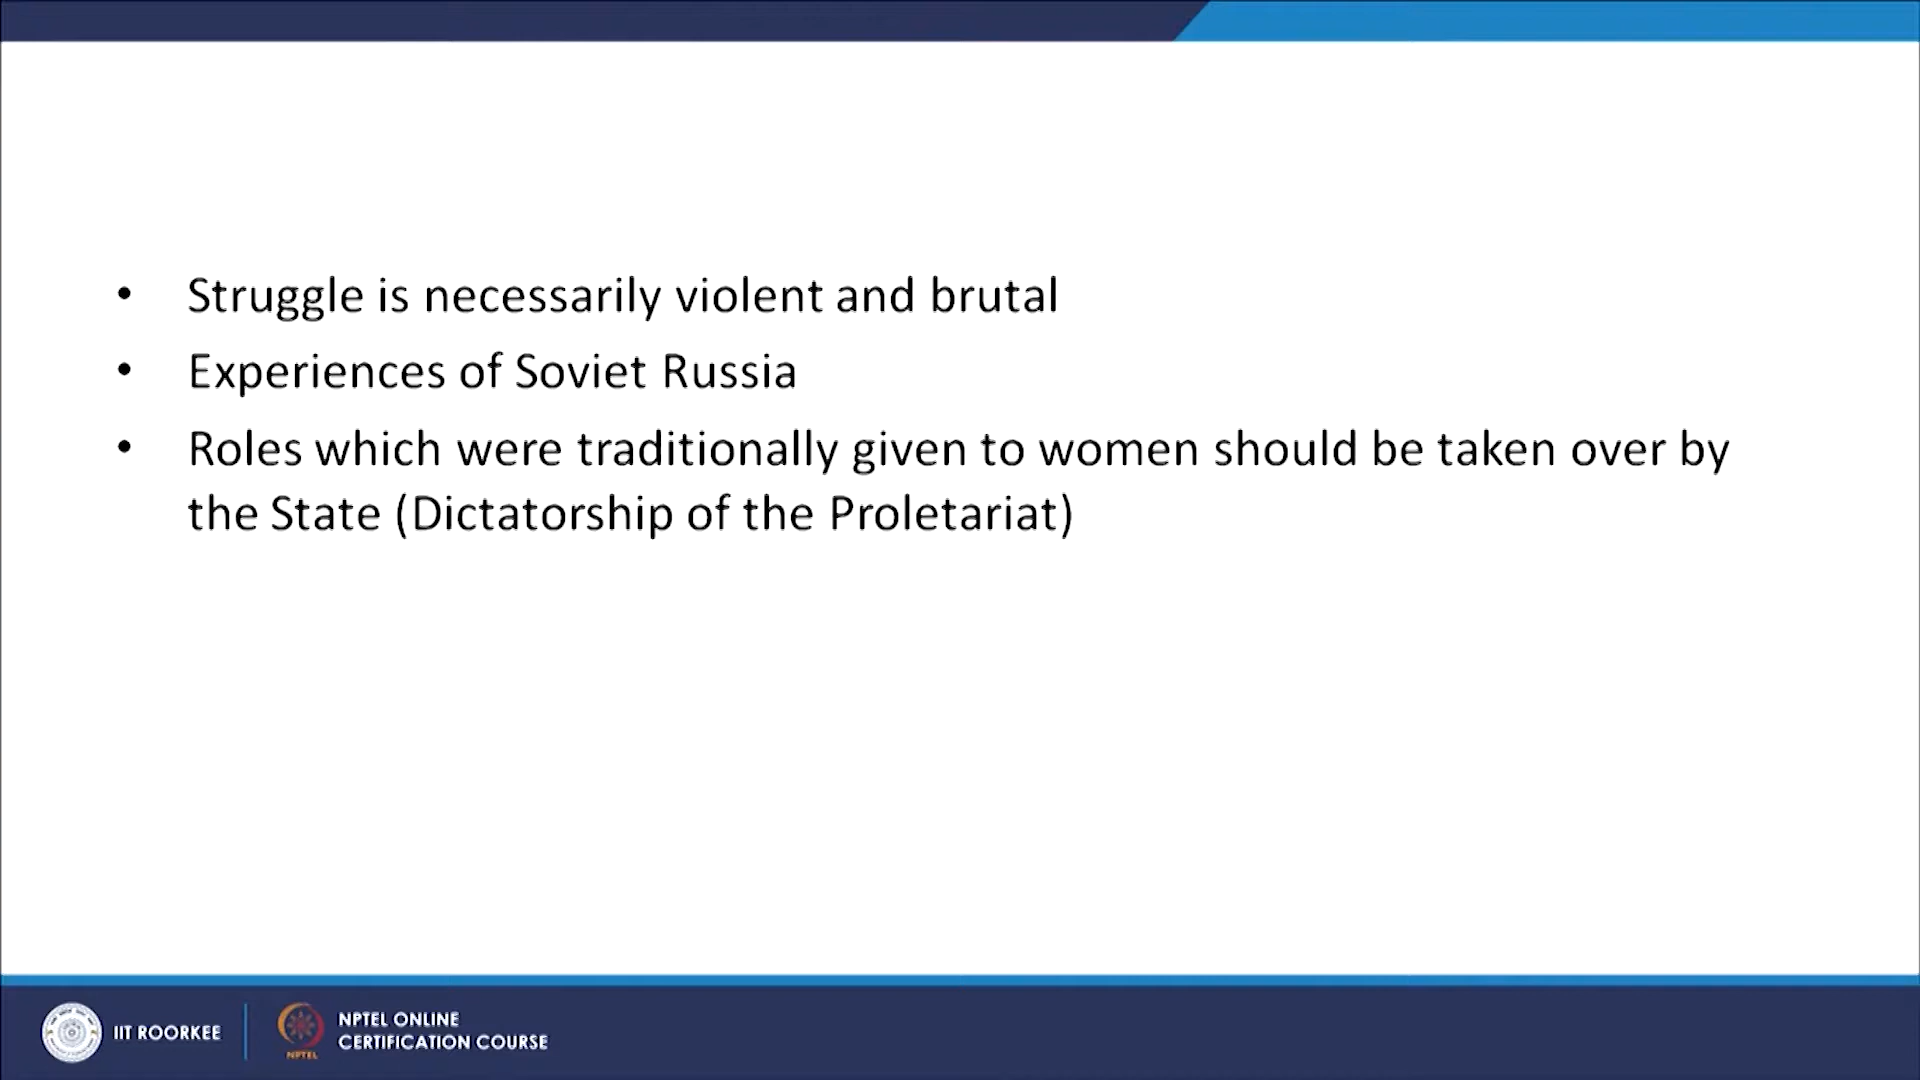 • Struggle is necessarily violent and brutal
• Experiences of Soviet Russia
• Roles which were traditionally given to women should be taken over by
the State (Dictatorship of the Proletariat)
IIT ROORKEE
NPTEL
NPTEL ONLINE
CERTIFICATION COURSE